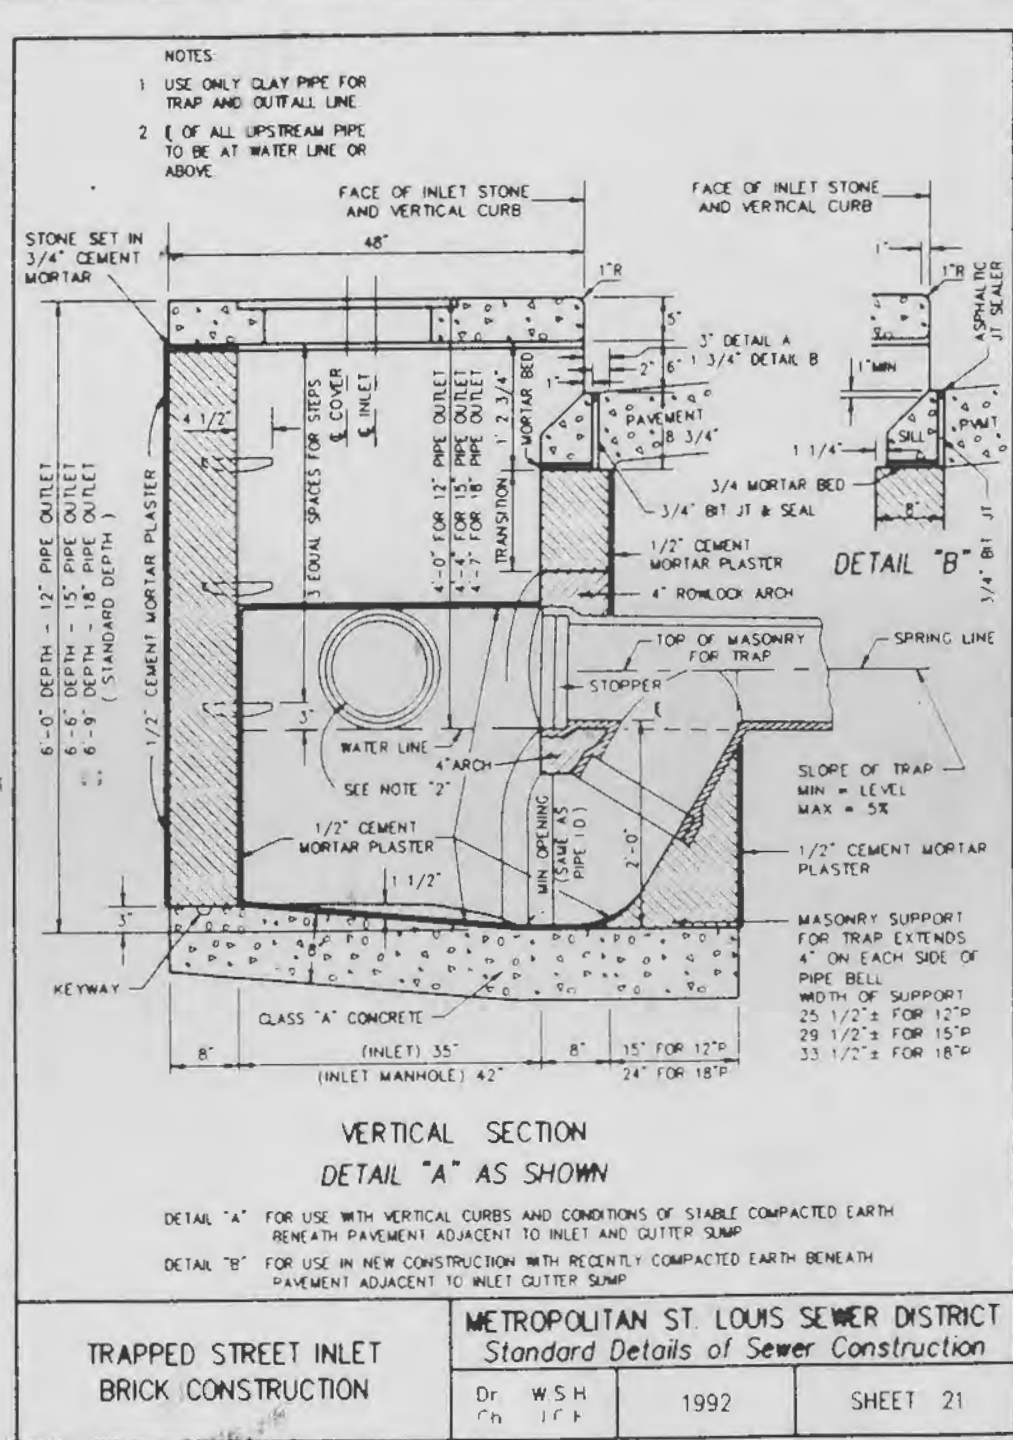 NOTES:
1 USE ONLY CLAY PIPE FOR
TRAP AND OUTFALL LINE
2 ℄ OF ALL UPSTREAM PIPE
TO BE AT WATER LINE OR
ABOVE
FACE OF INLET STONE
AND VERTICAL CURB
FACE OF INLET STONE
AND VERTICAL CURB
STONE SET IN
3/4" CEMENT
MORTAR
48"
1"R
1"
1"R
ASPHALTIC
JT SEALER
5"
3" DETAIL A
1 3/4" DETAIL B
2"
6"
1"
1" MIN
4 1/2"
3 EQUAL SPACES FOR STEPS
℄ COVER
℄ INLET
4'-0" FOR 12" PIPE OUTLET
4'-4" FOR 15" PIPE OUTLET
4'-7" FOR 18" PIPE OUTLET
1' 2 3/4"
MORTAR BED
TRANSITION
PAVEMENT
8 3/4"
SILL
PVMT
1 1/4"
3/4 MORTAR BED
8"
3/4" BIT JT & SEAL
3/4" BIT JT
DETAIL "B"
1/2" CEMENT
MORTAR PLASTER
4" ROWLOCK ARCH
6'-0" DEPTH - 12" PIPE OUTLET
6'-6" DEPTH - 15" PIPE OUTLET
6'-9" DEPTH - 18" PIPE OUTLET
( STANDARD DEPTH )
1/2" CEMENT MORTAR PLASTER
TOP OF MASONRY
FOR TRAP
SPRING LINE
STOPPER
℄
3"
WATER LINE
4" ARCH
SEE NOTE "2"
SLOPE OF TRAP
MIN = LEVEL
MAX = 5%
1/2" CEMENT
MORTAR PLASTER
MIN OPENING
(SAME AS
PIPE I D)
2'-0"
1/2" CEMENT MORTAR
PLASTER
1 1/2"
3"
8"
MASONRY SUPPORT
FOR TRAP EXTENDS
4" ON EACH SIDE OF
PIPE BELL
WIDTH OF SUPPORT
25 1/2"± FOR 12"P
29 1/2"± FOR 15"P
33 1/2"± FOR 18"P
KEYWAY
CLASS "A" CONCRETE
8"
(INLET) 35"
(INLET MANHOLE) 42"
8"
15" FOR 12"P
24" FOR 18"P
VERTICAL SECTION
DETAIL "A" AS SHOWN
DETAIL "A" FOR USE WITH VERTICAL CURBS AND CONDITIONS OF STABLE COMPACTED EARTH
BENEATH PAVEMENT ADJACENT TO INLET AND GUTTER SUMP
DETAIL "B" FOR USE IN NEW CONSTRUCTION WITH RECENTLY COMPACTED EARTH BENEATH
PAVEMENT ADJACENT TO INLET GUTTER SUMP
TRAPPED STREET INLET
BRICK CONSTRUCTION
METROPOLITAN ST. LOUIS SEWER DISTRICT
Standard Details of Sewer Construction
Dr W.S.H
Ch
1992
SHEET 21